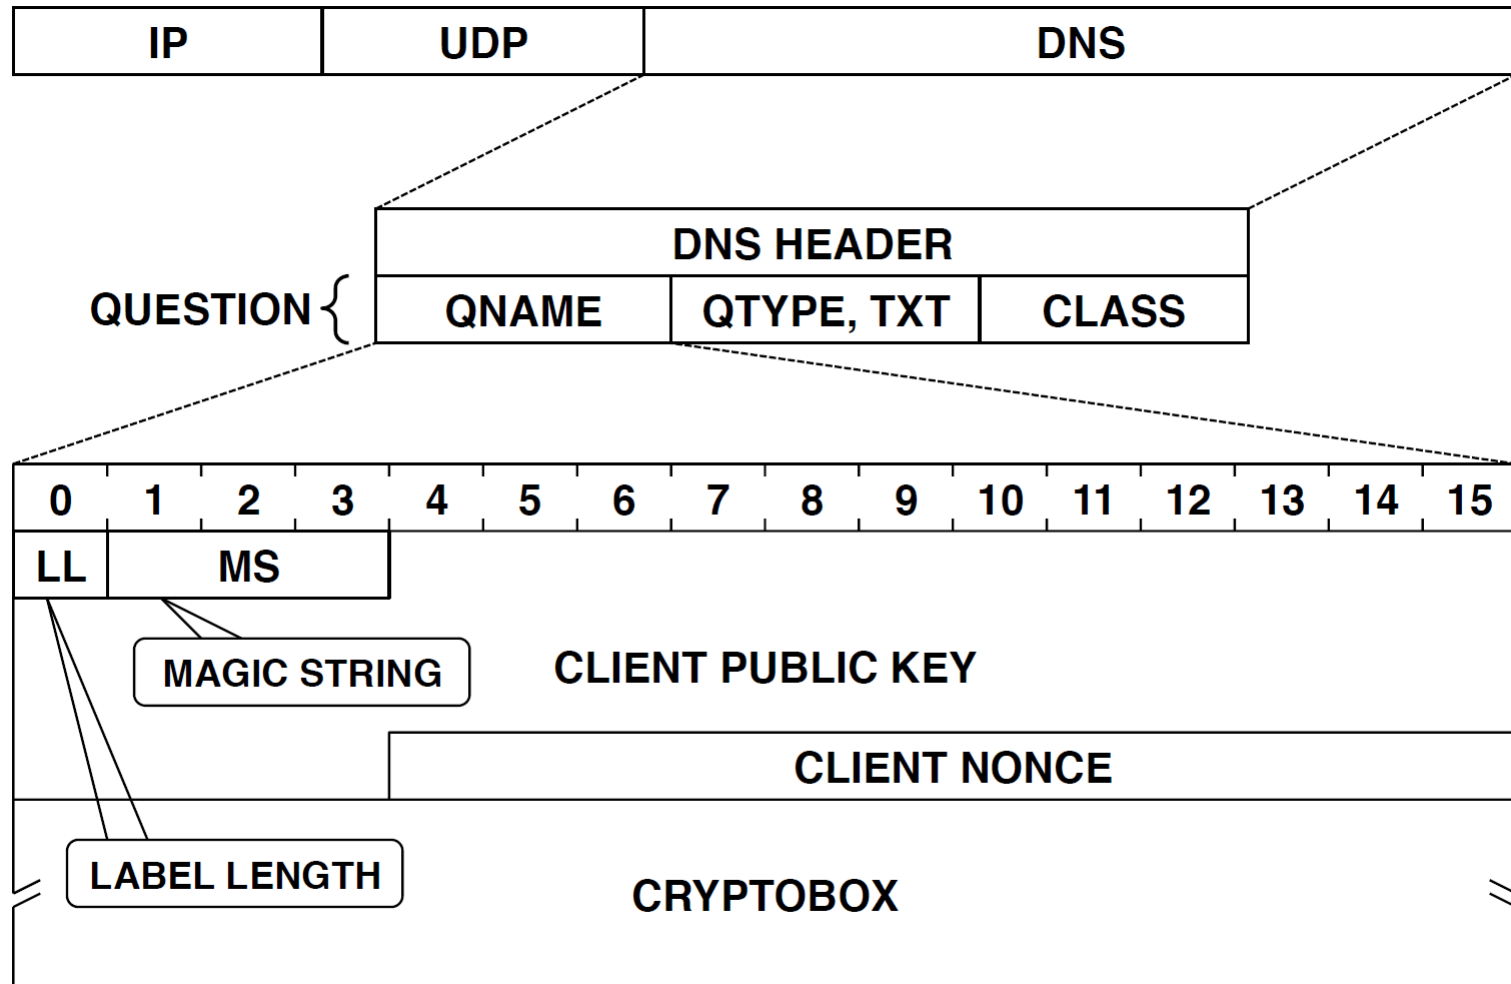 IP UDP DNS
DNS HEADER
QUESTION { QNAME QTYPE, TXT CLASS
0 1 2 3 4 5 6 7 8 9 10 11 12 13 14 15
LL MS
MAGIC STRING CLIENT PUBLIC KEY
CLIENT NONCE
LABEL LENGTH CRYPTOBOX